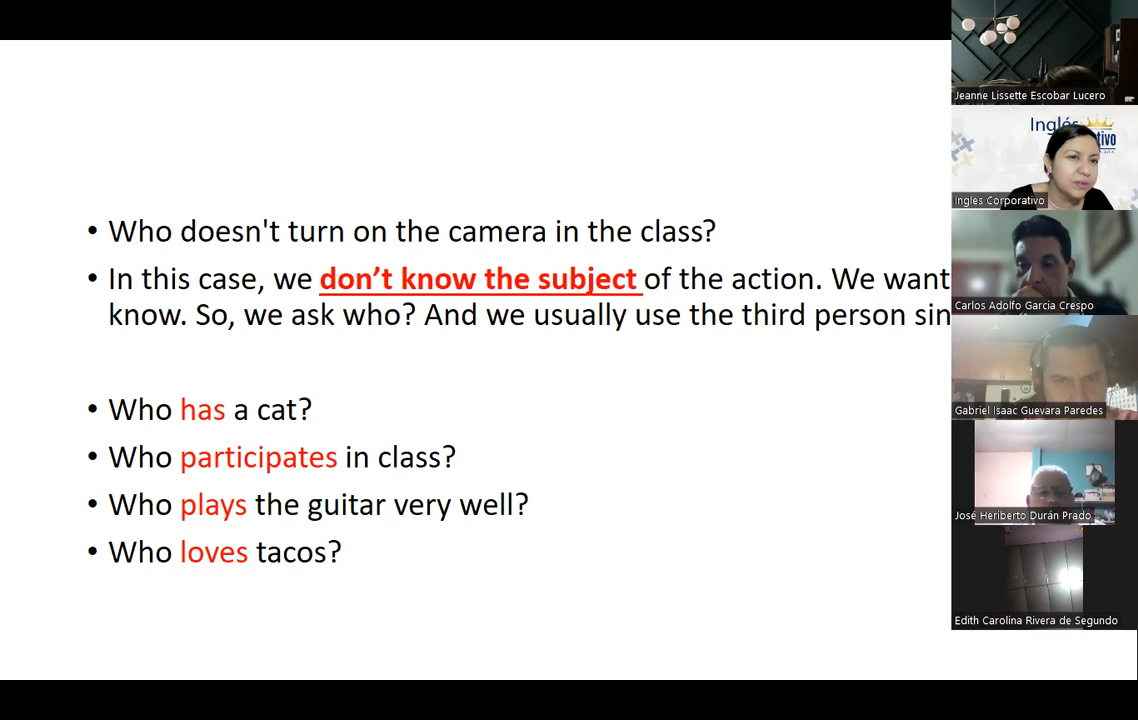 • Who doesn't turn on the camera in the class?
• In this case, we don’t know the subject of the action. We want
know. So, we ask who? And we usually use the third person sin
• Who has a cat?
• Who participates in class?
• Who plays the guitar very well?
• Who loves tacos?
Jeanne Lissette Escobar Lucero
Inglés
tivo
Ingles Corporativo
Carlos Adolfo Garcia Crespo
Gabriel Isaac Guevara Paredes
José Heriberto Durán Prado
Edith Carolina Rivera de Segundo